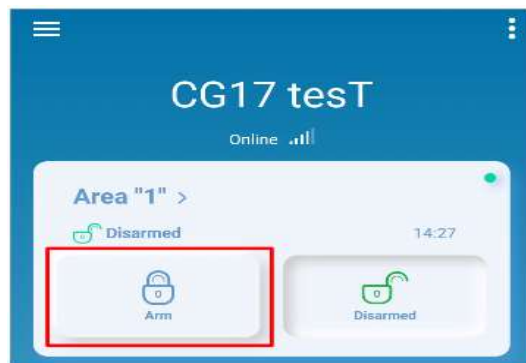 CG17 tesT
Online
Area "1" >
Disarmed 14:27
Arm Disarmed